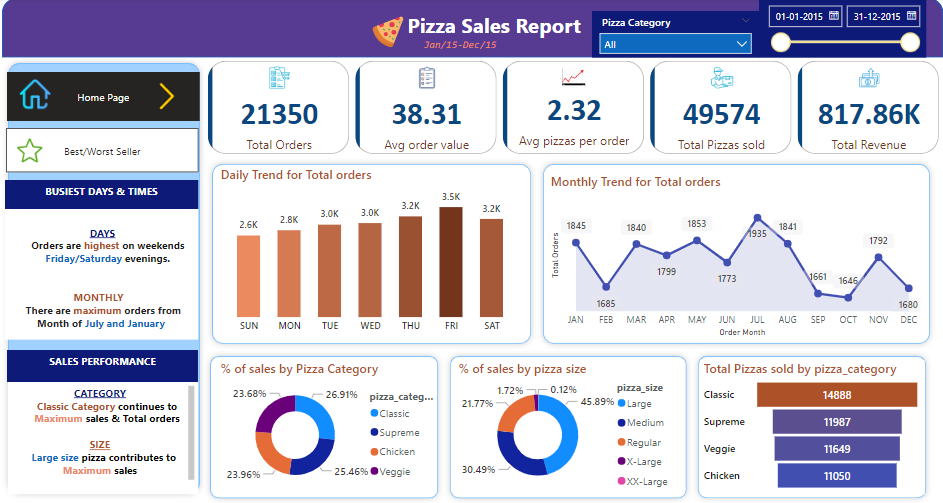 Pizza Sales Report
Jan/15-Dec/15
Pizza Category
All
01-01-2015
31-12-2015
Home Page
Best/Worst Seller
BUSIEST DAYS & TIMES
DAYS
Orders are highest on weekends
Friday/Saturday evenings.
MONTHLY
There are maximum orders from
Month of July and January
SALES PERFORMANCE
CATEGORY
Classic Category continues to
Maximum sales & Total orders
SIZE
Large size pizza contributes to
Maximum sales
21350
Total Orders
38.31
Avg order value
2.32
Avg pizzas per order
49574
Total Pizzas sold
817.86K
Total Revenue
Daily Trend for Total orders
2.6K
2.8K
3.0K
3.0K
3.2K
3.5K
3.2K
SUN MON TUE WED THU FRI SAT
Monthly Trend for Total orders
Total Orders
1845
1685
1840
1799
1853
1773
1935
1841
1661
1646
1792
1680
JAN FEB MAR APR MAY JUN JUL AUG SEP OCT NOV DEC
Order Month
% of sales by Pizza Category
23.68%
26.91%
23.96%
25.46%
pizza_categ...
Classic
Supreme
Chicken
Veggie
% of sales by pizza size
1.72%
0.12%
21.77%
45.89%
30.49%
pizza_size
Large
Medium
Regular
X-Large
XX-Large
Total Pizzas sold by pizza_category
Classic 14888
Supreme 11987
Veggie 11649
Chicken 11050